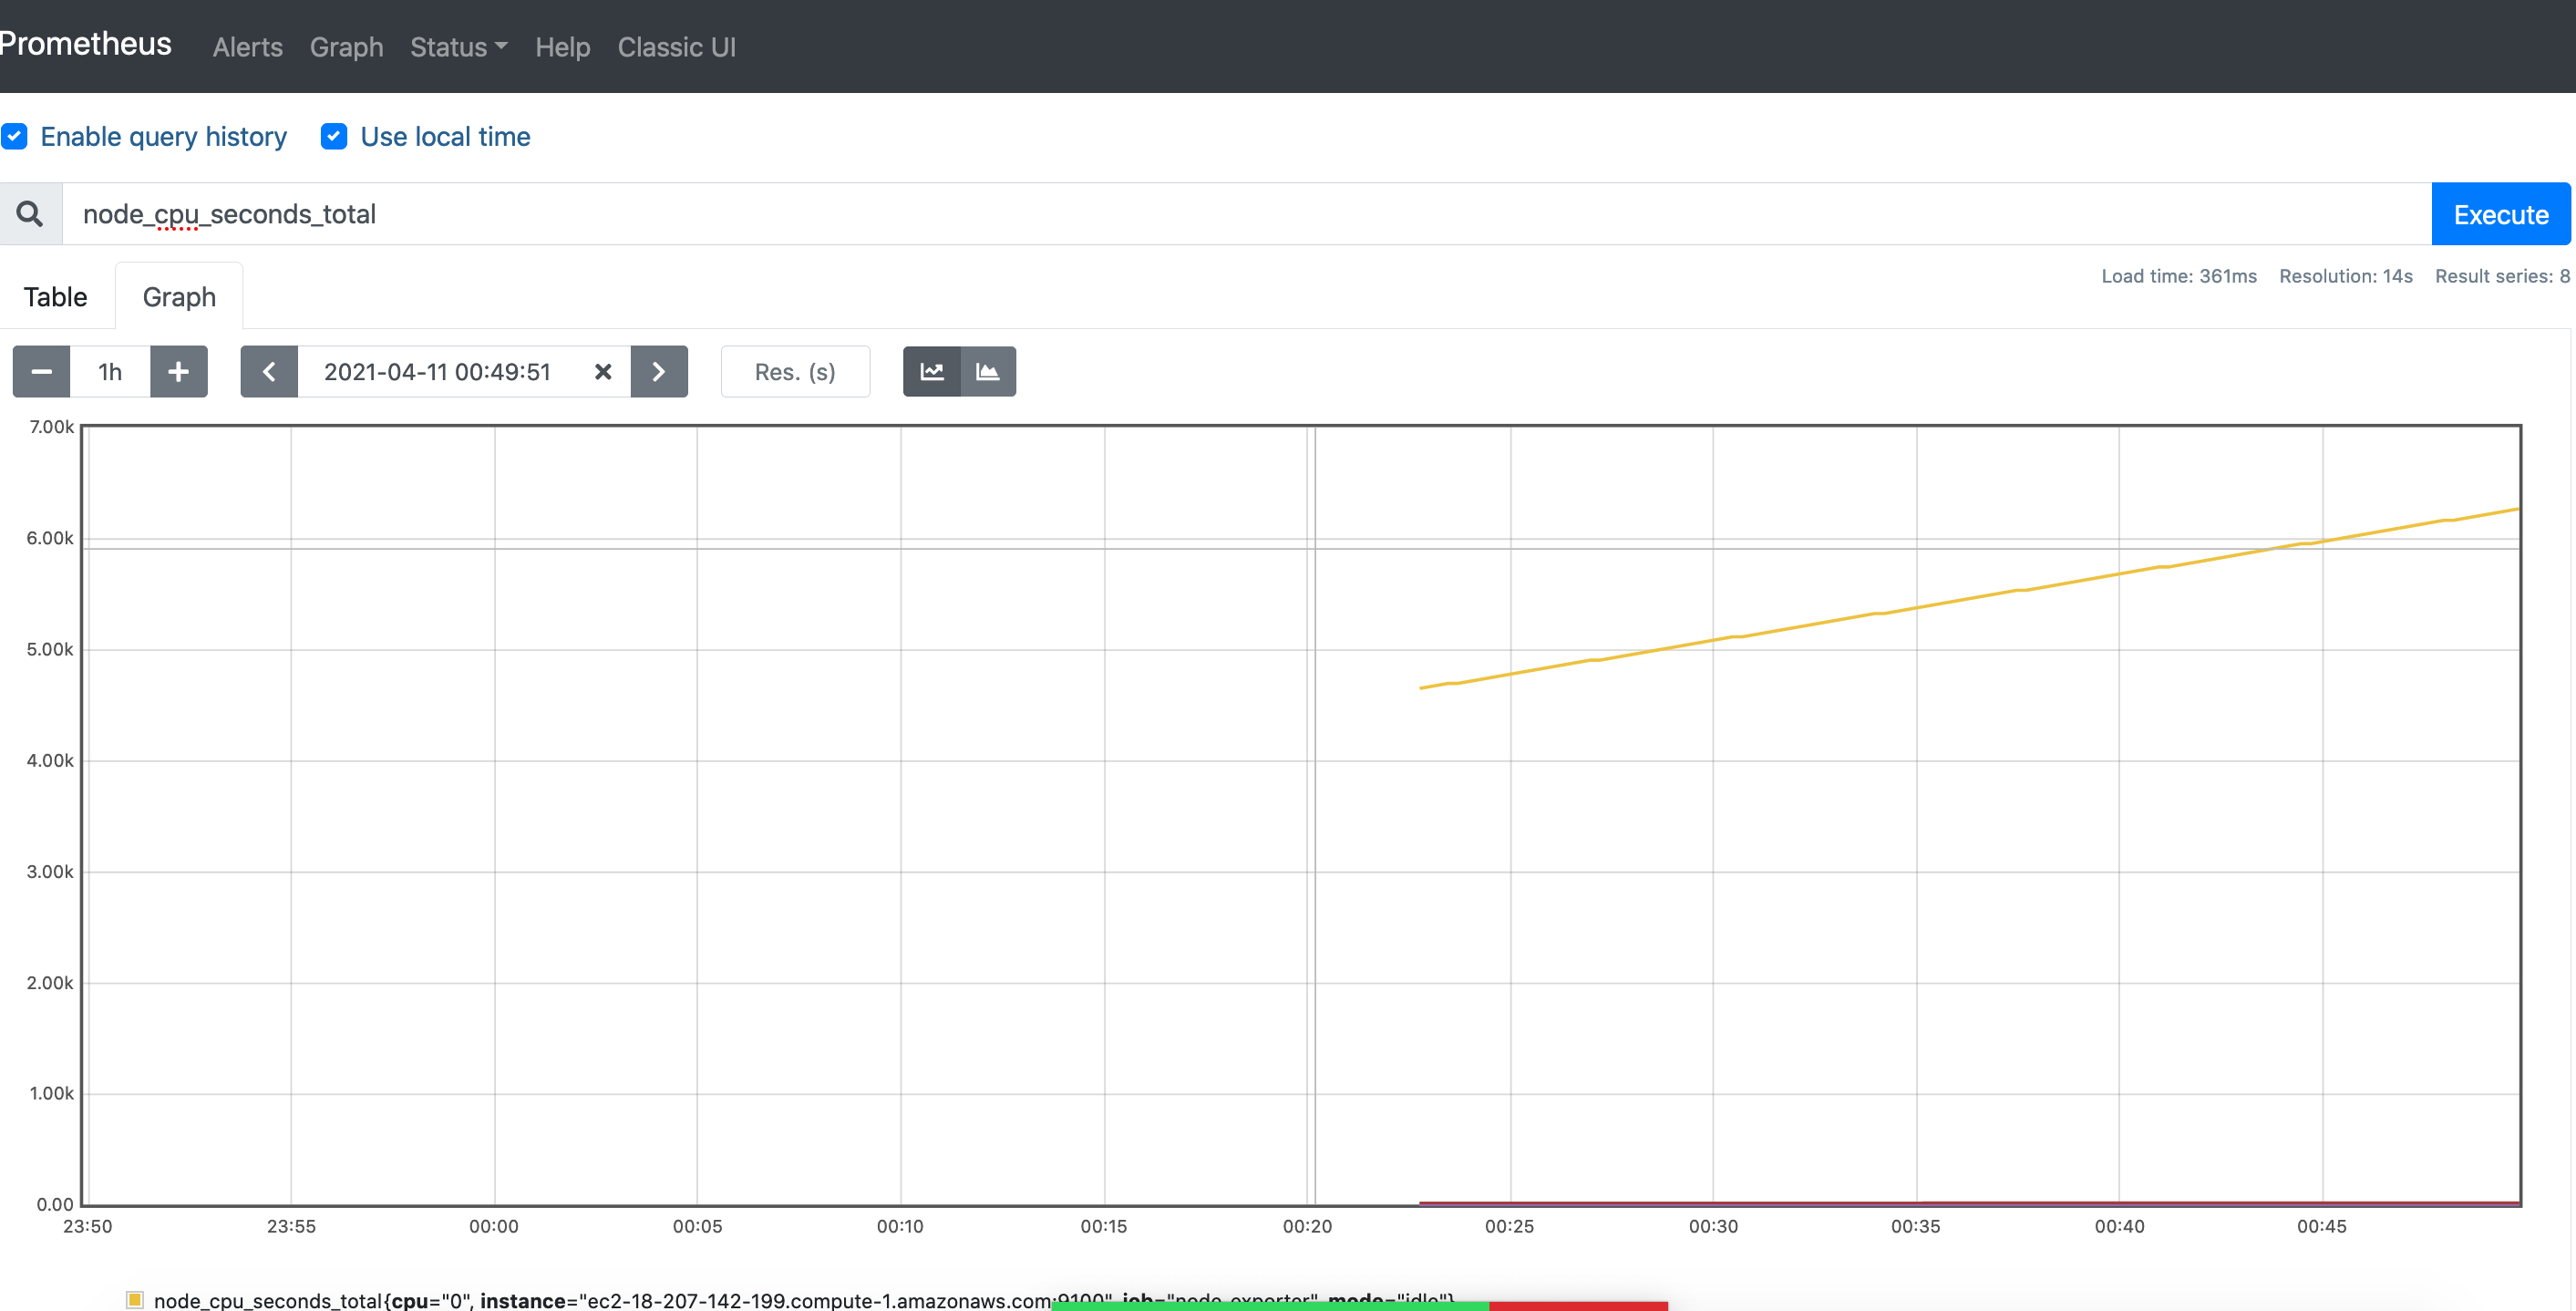 Prometheus Alerts Graph Status Help Classic UI
Enable query history Use local time
node_cpu_seconds_total Execute
Table Graph Load time: 361ms Resolution: 14s Result series: 8
1h 2021-04-11 00:49:51 Res. (s)
7.00k
6.00k
5.00k
4.00k
3.00k
2.00k
1.00k
0.00
23:50 23:55 00:00 00:05 00:10 00:15 00:20 00:25 00:30 00:35 00:40 00:45
node_cpu_seconds_total{cpu="0", instance="ec2-18-207-142-199.compute-1.amazonaws.com:9100", job="node_exporter", mode="idle"}